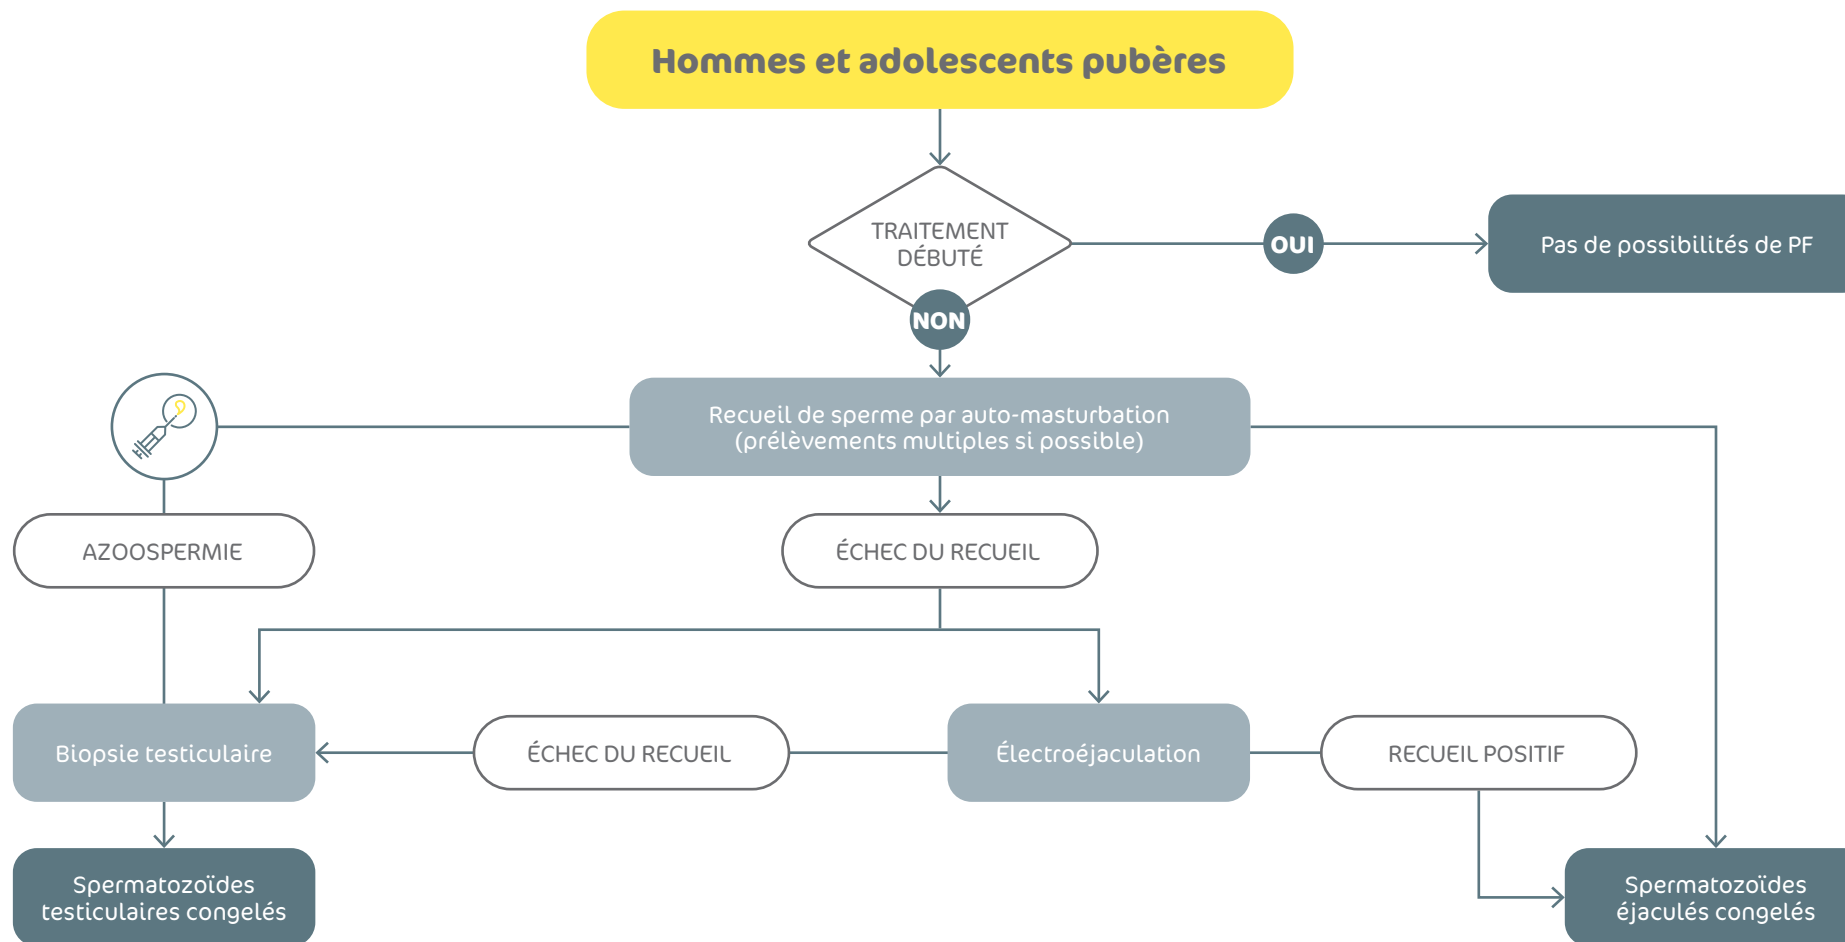 Hommes et adolescents pubères
TRAITEMENT
DÉBUTÉ
OUI
Pas de possibilités de PF
NON
Recueil de sperme par auto-masturbation
(prélèvements multiples si possible)
AZOOSPERMIE
ÉCHEC DU RECUEIL
Biopsie testiculaire
ÉCHEC DU RECUEIL
Électroéjaculation
RECUEIL POSITIF
Spermatozoïdes
testiculaires congelés
Spermatozoïdes
éjaculés congelés